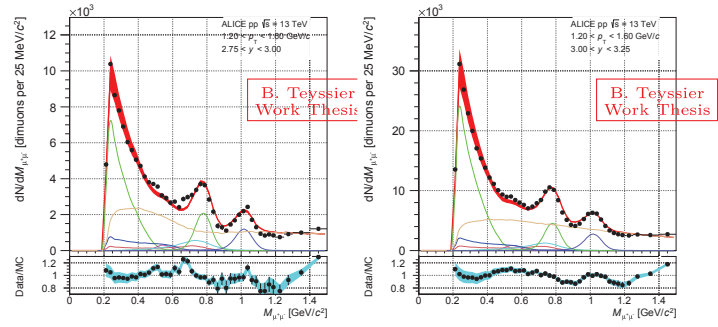 ×10³
ALICE pp √s = 13 TeV
1.20 < p_T < 1.60 GeV/c
2.75 < y < 3.00
B. Teyssier
Work Thesis
dN/dM_μ⁺μ⁻ [dimuons per 25 MeV/c²]
12
10
8
6
4
2
0
Data/MC
1.2
1
0.8
0 0.2 0.4 0.6 0.8 1 1.2 1.4
M_μ⁺μ⁻ [GeV/c²]
×10³
ALICE pp √s = 13 TeV
1.20 < p_T < 1.60 GeV/c
3.00 < y < 3.25
B. Teyssier
Work Thesis
dN/dM_μ⁺μ⁻ [dimuons per 25 MeV/c²]
30
20
10
0
Data/MC
1.2
1
0.8
0 0.2 0.4 0.6 0.8 1 1.2 1.4
M_μ⁺μ⁻ [GeV/c²]